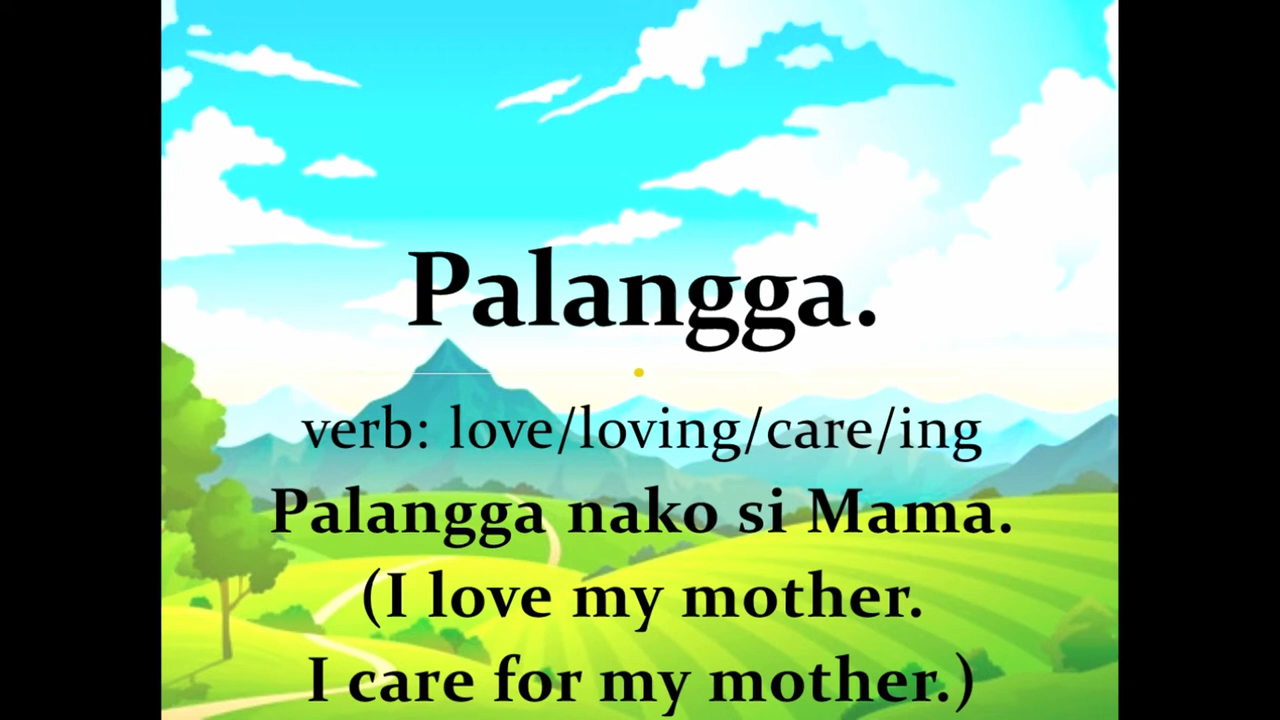 Palangga.
verb: love/loving/care/ing
Palangga nako si Mama.
(I love my mother.
I care for my mother.)